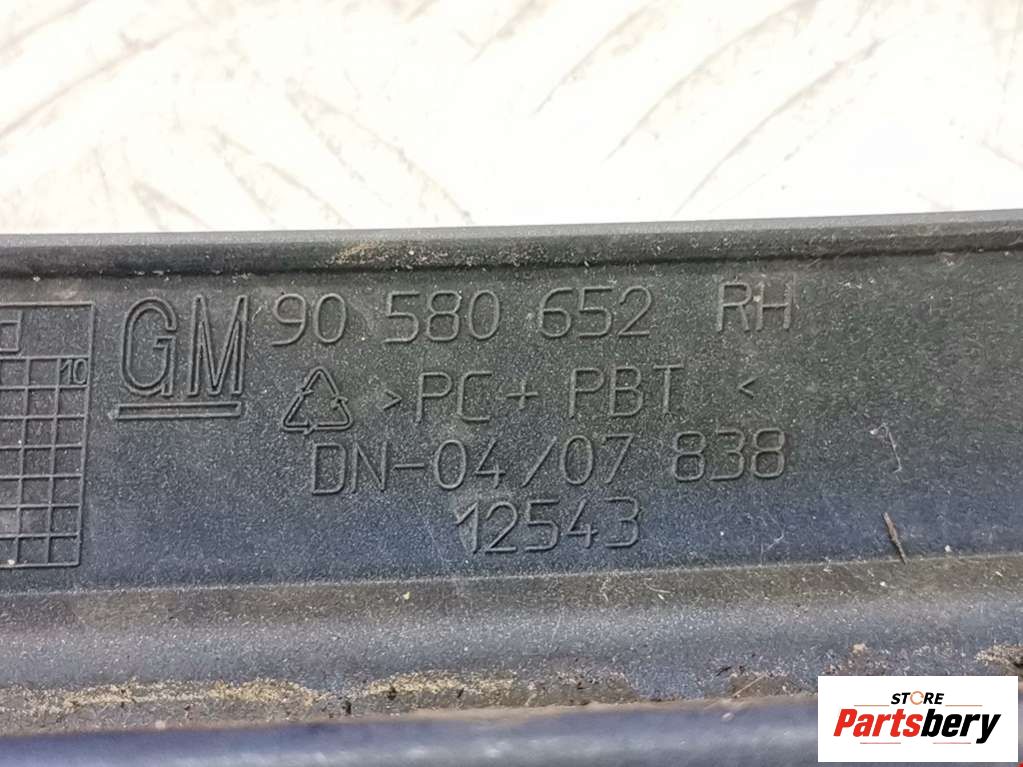 GM 90 580 652 RH
>PC + PBT<
DN-04/07 838
12543
10
STORE
Partsbery